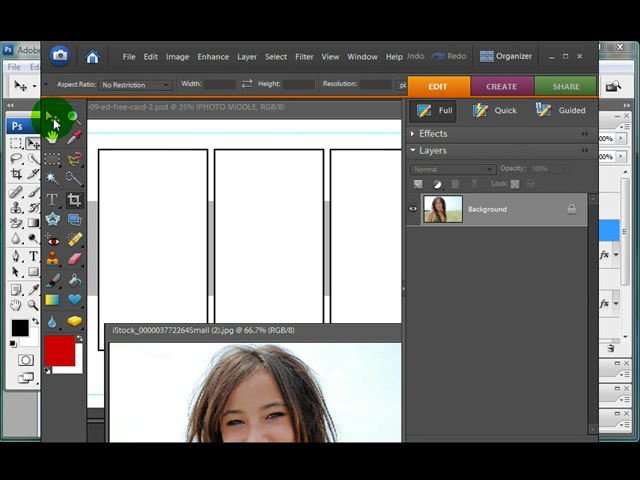 Adobe
File Edit Image Enhance Layer Select Filter View Window Help Undo Redo Organizer
File Ed
Aspect Ratio: No Restriction Width: Height: Resolution:
EDIT CREATE SHARE
-09-ed-free-card-2.psd @ 25% (PHOTO MIDDLE, RGB/8)
Full Quick Guided
Ps
Effects
Layers
Normal Opacity: 100%
Lock:
Background
iStock_000003772264Small (2).jpg @ 66.7% (RGB/8)